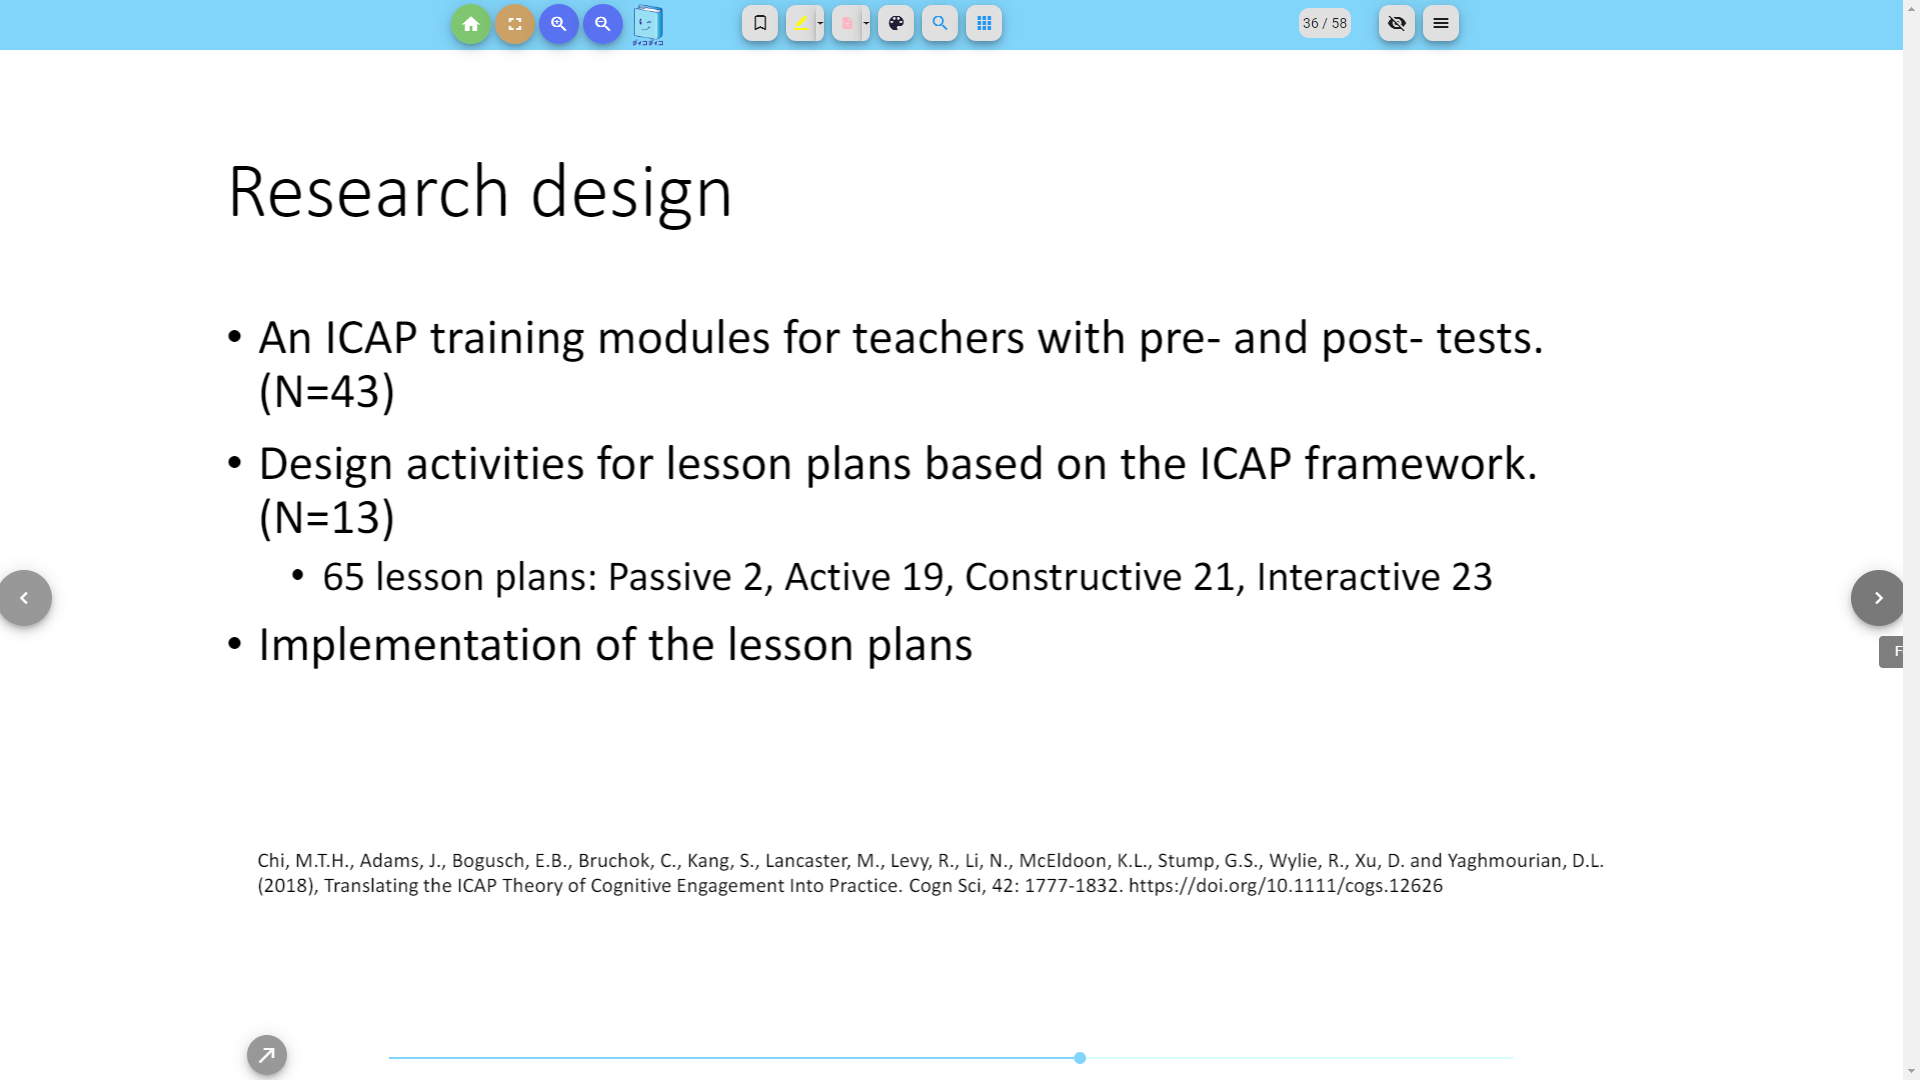 36 / 58
Research design
• An ICAP training modules for teachers with pre- and post- tests.
(N=43)
• Design activities for lesson plans based on the ICAP framework.
(N=13)
• 65 lesson plans: Passive 2, Active 19, Constructive 21, Interactive 23
• Implementation of the lesson plans
F
Chi, M.T.H., Adams, J., Bogusch, E.B., Bruchok, C., Kang, S., Lancaster, M., Levy, R., Li, N., McEldoon, K.L., Stump, G.S., Wylie, R., Xu, D. and Yaghmourian, D.L.
(2018), Translating the ICAP Theory of Cognitive Engagement Into Practice. Cogn Sci, 42: 1777-1832. https://doi.org/10.1111/cogs.12626